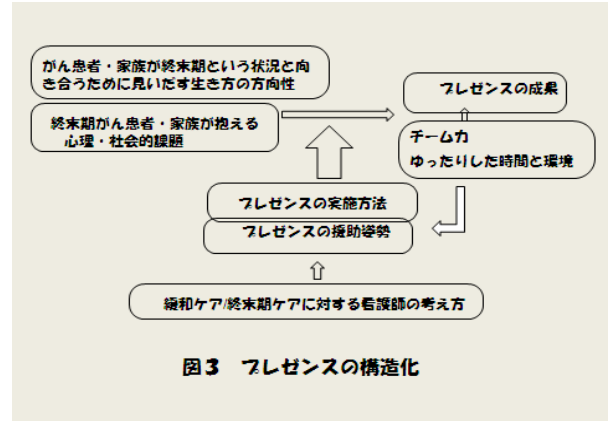 がん患者・家族が終末期という状況と向
き合うために見いだす生き方の方向性
終末期がん患者・家族が抱える
心理・社会的課題
プレゼンスの成果
チーム力
ゆったりした時間と環境
プレゼンスの実施方法
プレゼンスの援助姿勢
緩和ケア/終末期ケアに対する看護師の考え方
図3 プレゼンスの構造化